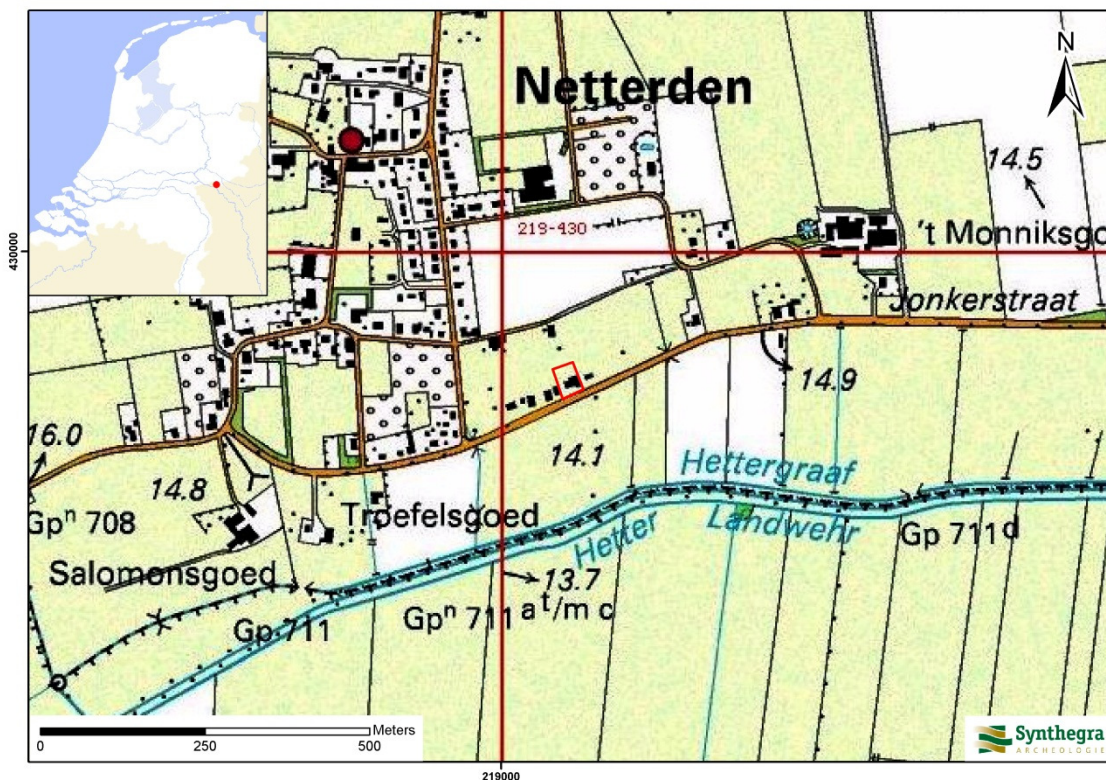 Netterden
N
14.5
219-430
't Monniksgo
430000
Jonkerstraat
14.9
16.0
14.1
14.8
Hettergraaf
Gpⁿ 708
Troefelsgoed
Hetter
Landwehr
Gp 711 d
Salomonsgoed
13.7
Gp 711
Gpⁿ 711 a t/m c
Meters
0 250 500
Synthegra
ARCHEOLOGIE
219000